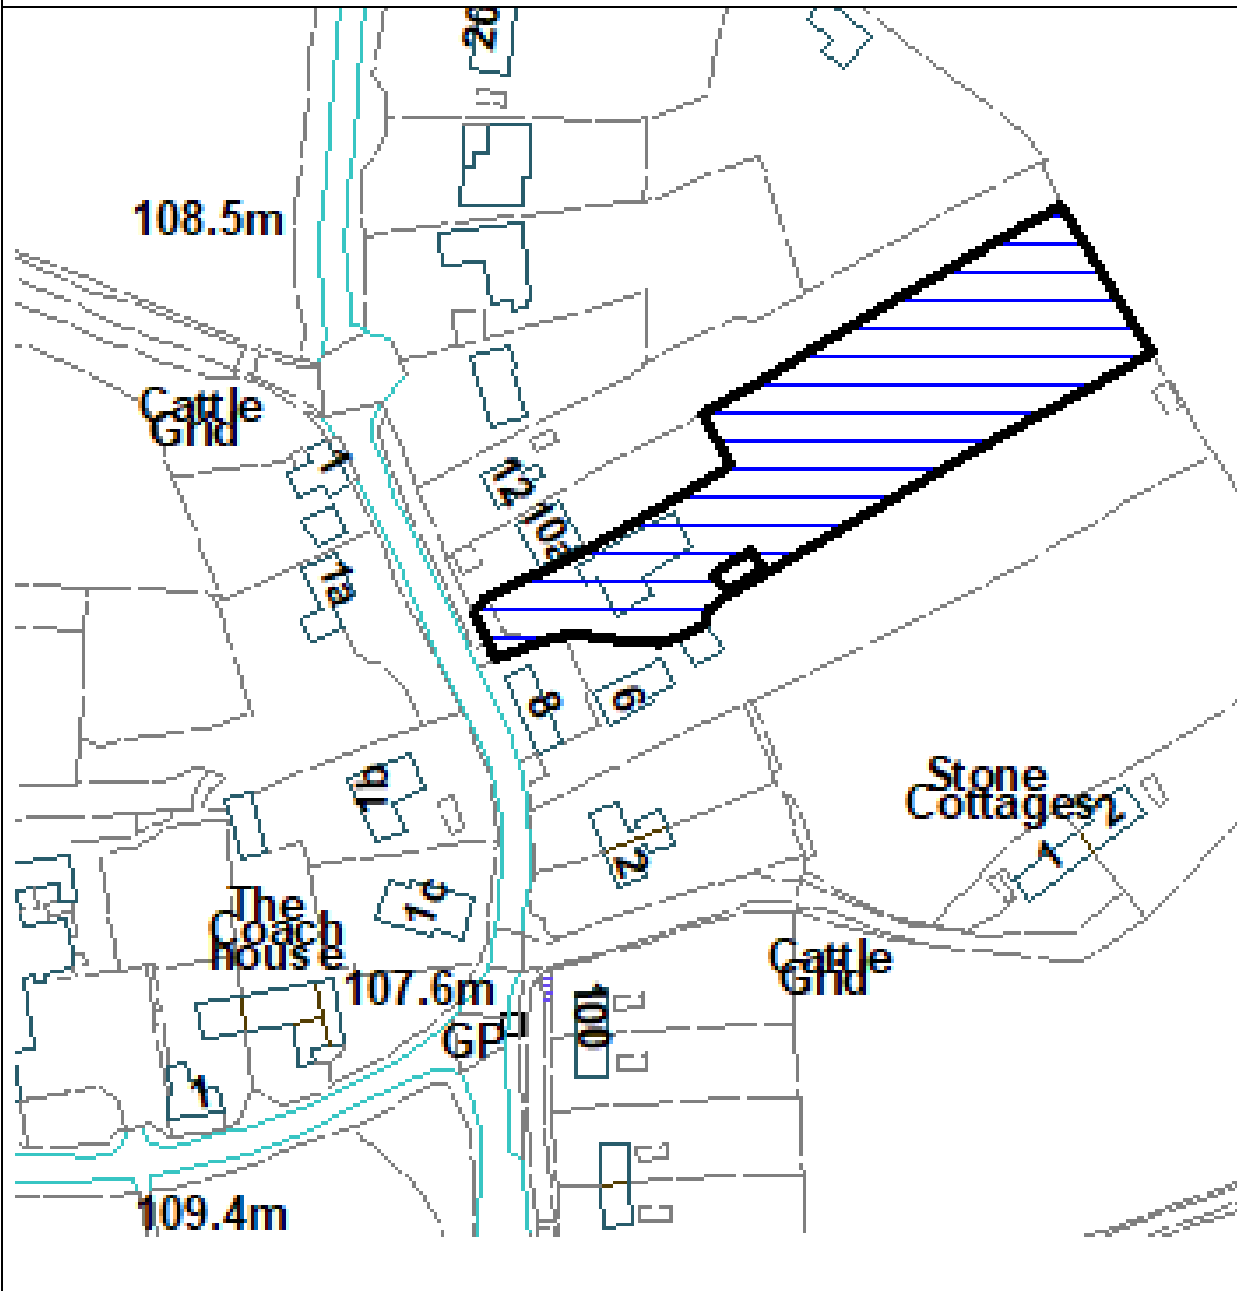 20
108.5m
Cattle
Grid
1
12
10a
1a
8
6
1b
Stone
Cottages
2
1
2
1c
The
Coach
house
Cattle
Grid
107.6m
100
GP
1
109.4m